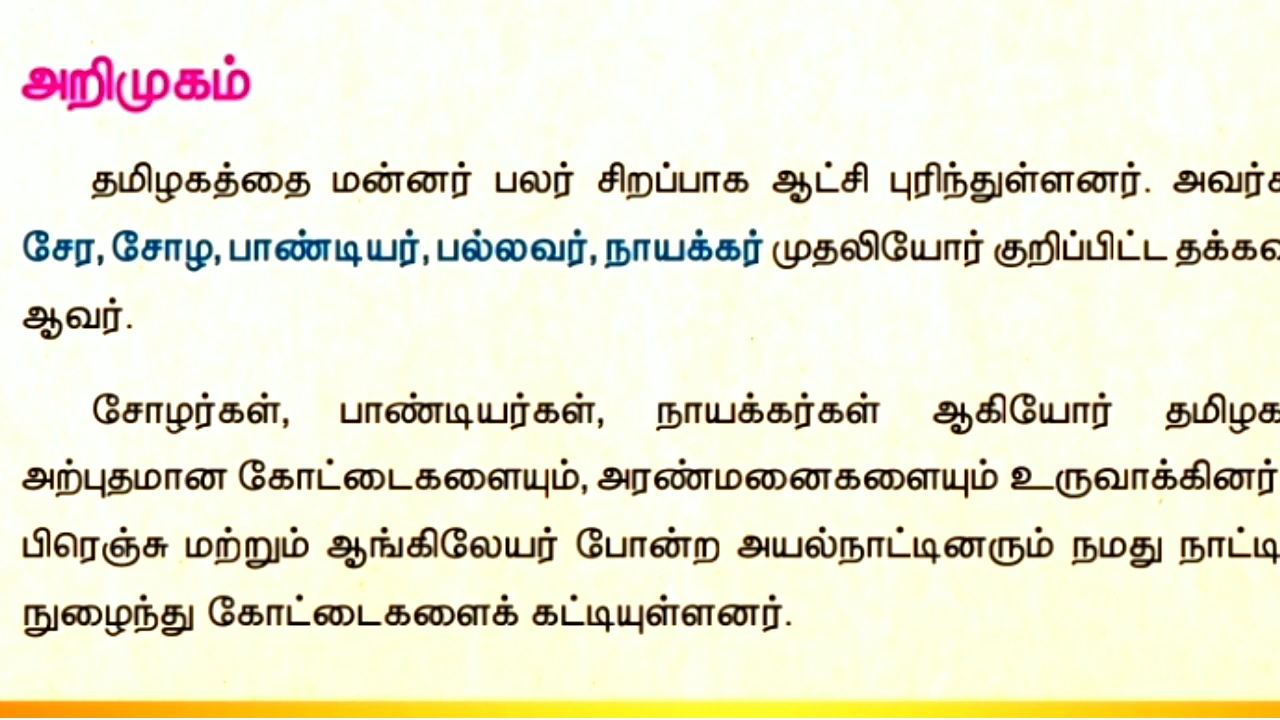 அறிமுகம்
தமிழகத்தை மன்னர் பலர் சிறப்பாக ஆட்சி புரிந்துள்ளனர்.
சேர, சோழ, பாண்டியர், பல்லவர், நாயக்கர் முதலியோர் குறிப்பிட்ட
ஆவர்.
சோழர்கள், பாண்டியர்கள், நாயக்கர்கள் ஆகியோர்
அற்புதமான கோட்டைகளையும், அரண்மனைகளையும் உருவாக்கினர்
பிரெஞ்சு மற்றும் ஆங்கிலேயர் போன்ற அயல்நாட்டினரும் நமது
நுழைந்து கோட்டைகளைக் கட்டியுள்ளனர்.